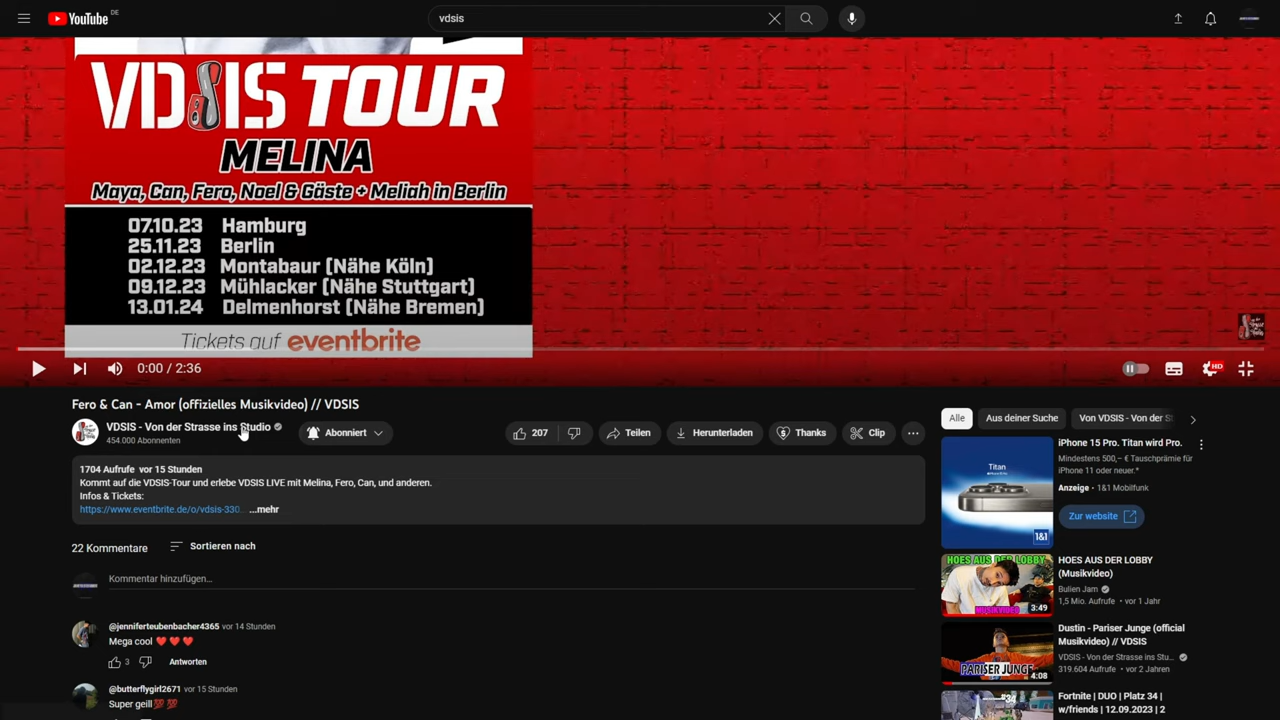 YouTube DE
vdsis
VDSIS TOUR
MELINA
Maya, Can, Fero, Noel & Gäste + Meliah in Berlin
07.10.23 Hamburg
25.11.23 Berlin
02.12.23 Montabaur (Nähe Köln)
09.12.23 Mühlacker (Nähe Stuttgart)
13.01.24 Delmenhorst (Nähe Bremen)
Tickets auf eventbrite
0:00 / 2:36
HD
Fero & Can - Amor (offizielles Musikvideo) // VDSIS
VDSIS - Von der Strasse ins Studio
454.000 Abonnenten
Abonniert
207
Teilen
Herunterladen
Thanks
Clip
1704 Aufrufe vor 15 Stunden
Kommt auf die VDSIS-Tour und erlebe VDSIS LIVE mit Melina, Fero, Can, und anderen.
Infos & Tickets:
https://www.eventbrite.de/o/vdsis-330... ...mehr
22 Kommentare
Sortieren nach
Kommentar hinzufügen...
@jenniferteubenbacher4365 vor 14 Stunden
Mega cool
3
Antworten
@butterflygirl2671 vor 15 Stunden
Super geill💯💯
Alle
Aus deiner Suche
Von VDSIS - Von der St
iPhone 15 Pro. Titan wird Pro.
Mindestens 500,– € Tauschprämie für
iPhone 11 oder neuer.*
Anzeige • 1&1 Mobilfunk
Zur website
Titan
1&1
HOES AUS DER LOBBY
MUSIKVIDEO
3:49
HOES AUS DER LOBBY
(Musikvideo)
Bulien Jam
1,5 Mio. Aufrufe • vor 1 Jahr
PARISER JUNGE
4:08
Dustin - Pariser Junge (official
Musikvideo) // VDSIS
VDSIS - Von der Strasse ins Stu...
319.604 Aufrufe • vor 2 Jahren
#34
Fortnite | DUO | Platz 34 |
w/friends | 12.09.2023 | 2